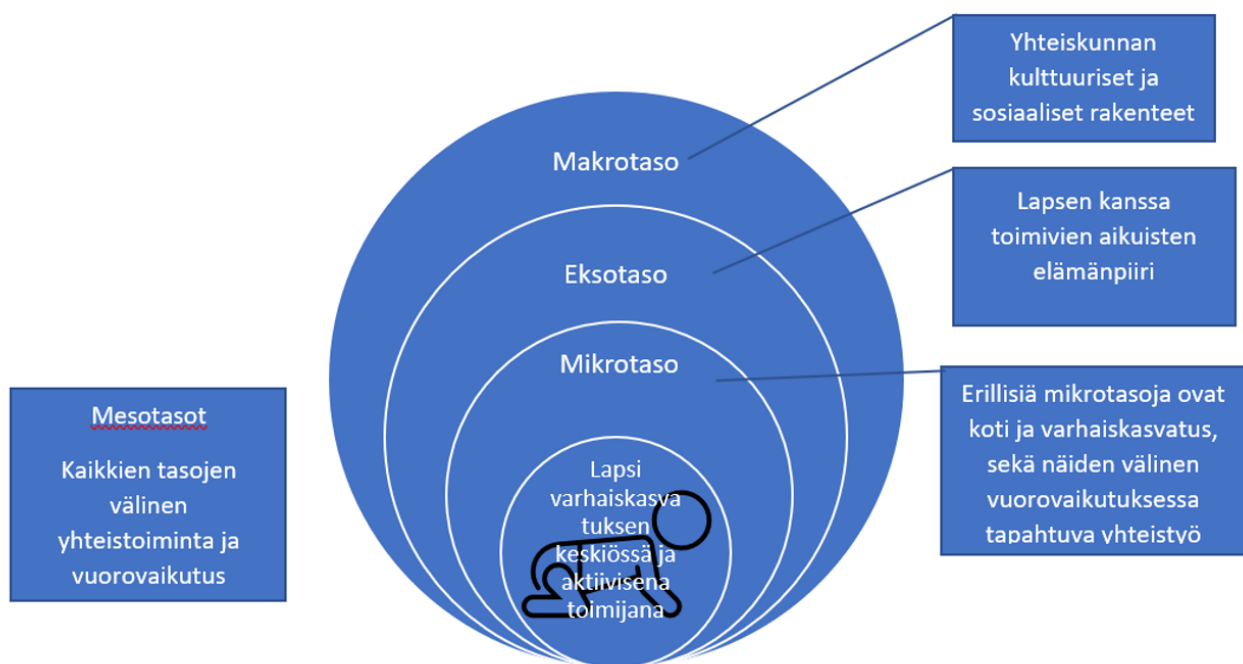 Yhteiskunnan
kulttuuriset ja
sosiaaliset rakenteet
Makrotaso
Lapsen kanssa
toimivien aikuisten
elämänpiiri
Eksotaso
Mikrotaso
Erillisiä mikrotasoja ovat
koti ja varhaiskasvatus,
sekä näiden välinen
vuorovaikutuksessa
tapahtuva yhteistyö
Mesotasot
Kaikkien tasojen
välinen
yhteistoiminta ja
vuorovaikutus
Lapsi
varhaiskasva
tuksen
keskiössä ja
aktiivisena
toimijana